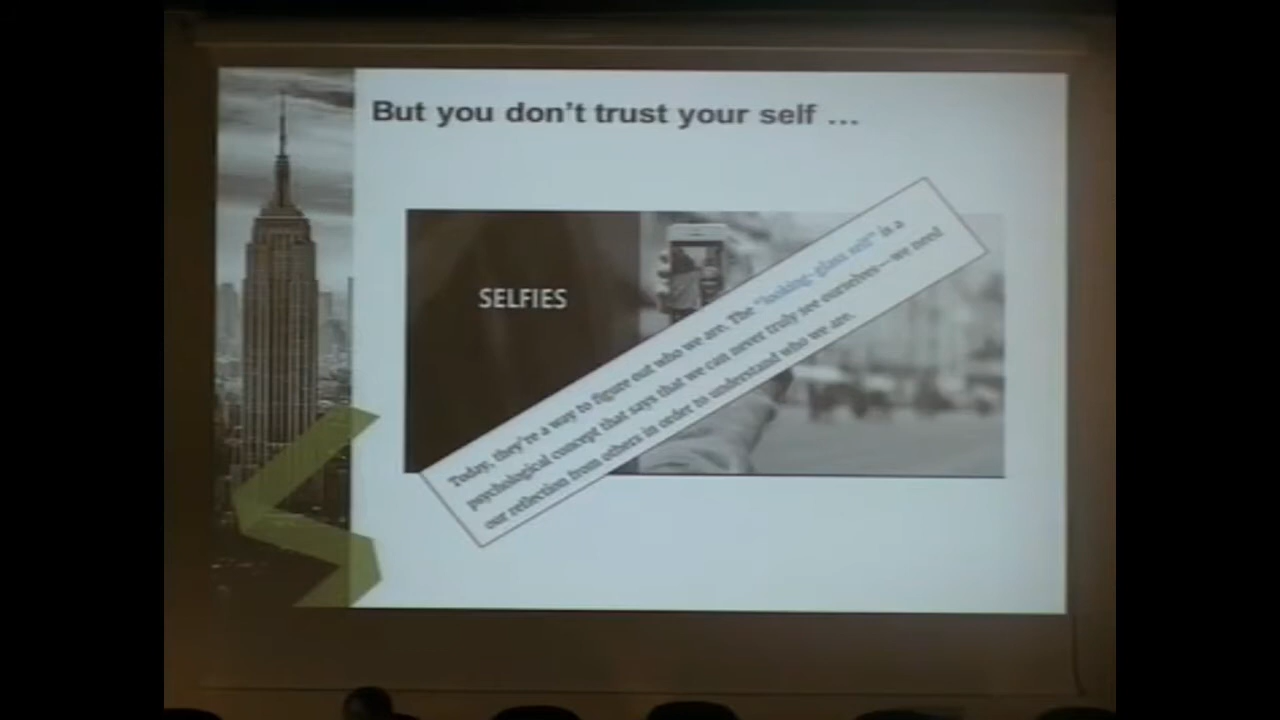 But you don't trust your self ...
SELFIES
Today, they're a way to figure out who we are. The "looking-glass self" is a
psychological concept that says that we can never truly see ourselves—we need
our reflection from others in order to understand who we are.